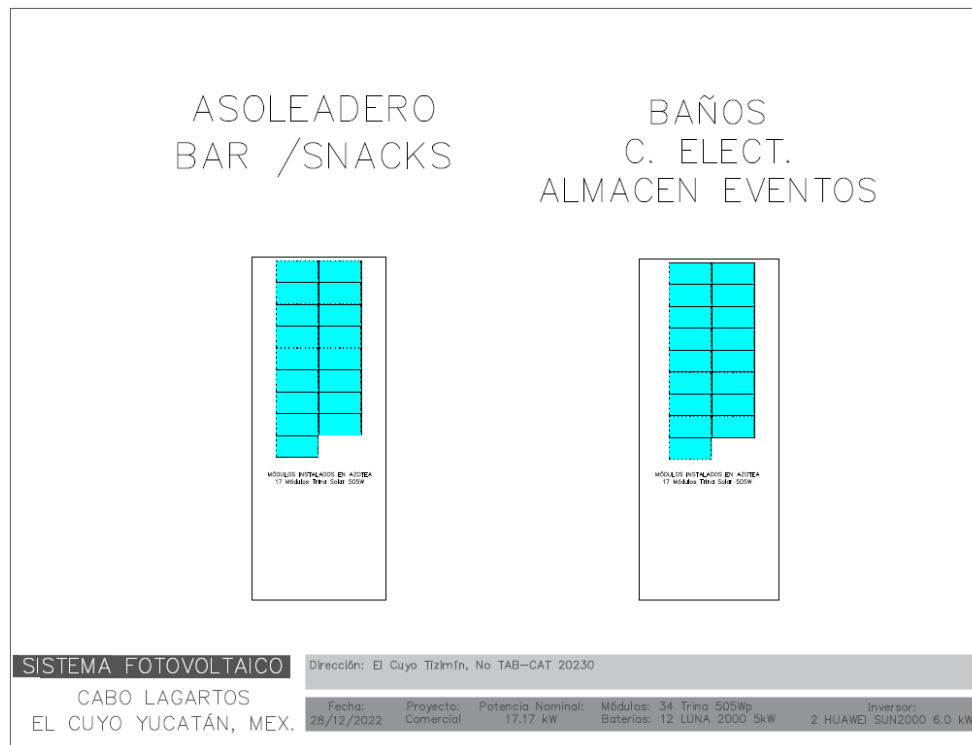 ASOLEADERO
BAR /SNACKS
BAÑOS
C. ELECT.
ALMACEN EVENTOS
MÓDULOS INSTALADOS EN AZOTEA
17 Módulos Trina Solar 505W
MÓDULOS INSTALADOS EN AZOTEA
17 Módulos Trina Solar 505W
SISTEMA FOTOVOLTAICO
CABO LAGARTOS
EL CUYO YUCATÁN, MEX.
Dirección: El Cuyo Tizimín, No TAB-CAT 20230
Fecha:
28/12/2022
Proyecto:
Comercial
Potencia Nominal:
17.17 kW
Módulos: 34 Trina 505Wp
Baterías: 12 LUNA 2000 5kW
Inversor:
2 HUAWEI SUN2000 6.0 kW